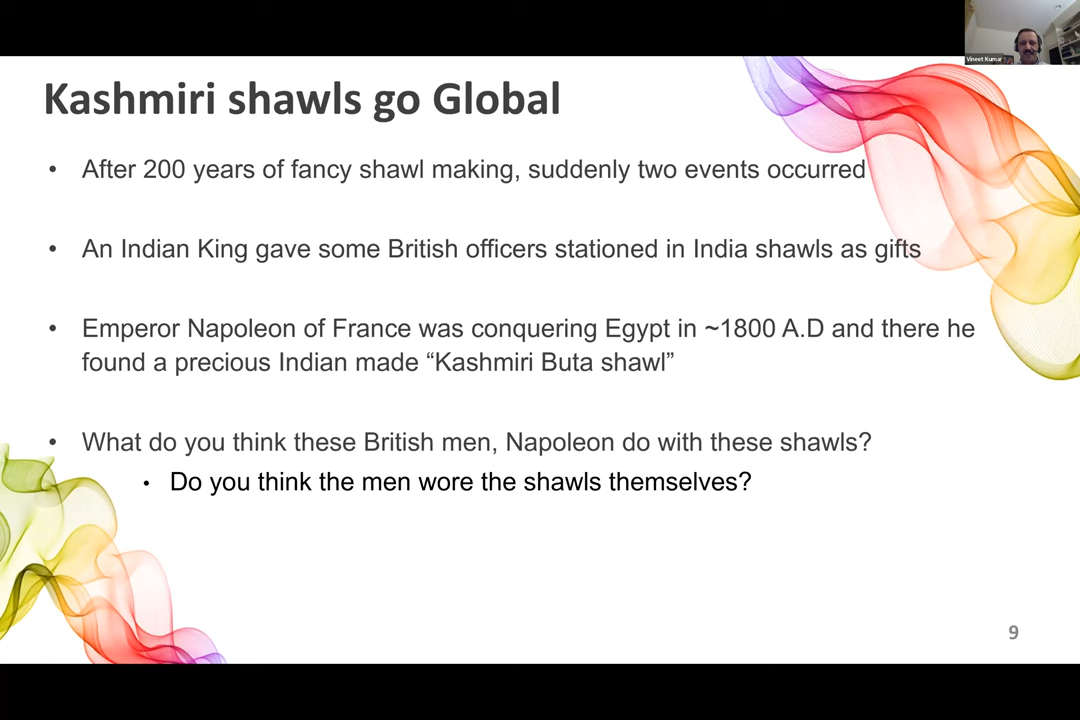 Vineet Kumar
Kashmiri shawls go Global
• After 200 years of fancy shawl making, suddenly two events occurred
• An Indian King gave some British officers stationed in India shawls as gifts
• Emperor Napoleon of France was conquering Egypt in ~1800 A.D and there he
found a precious Indian made “Kashmiri Buta shawl”
• What do you think these British men, Napoleon do with these shawls?
• Do you think the men wore the shawls themselves?
9